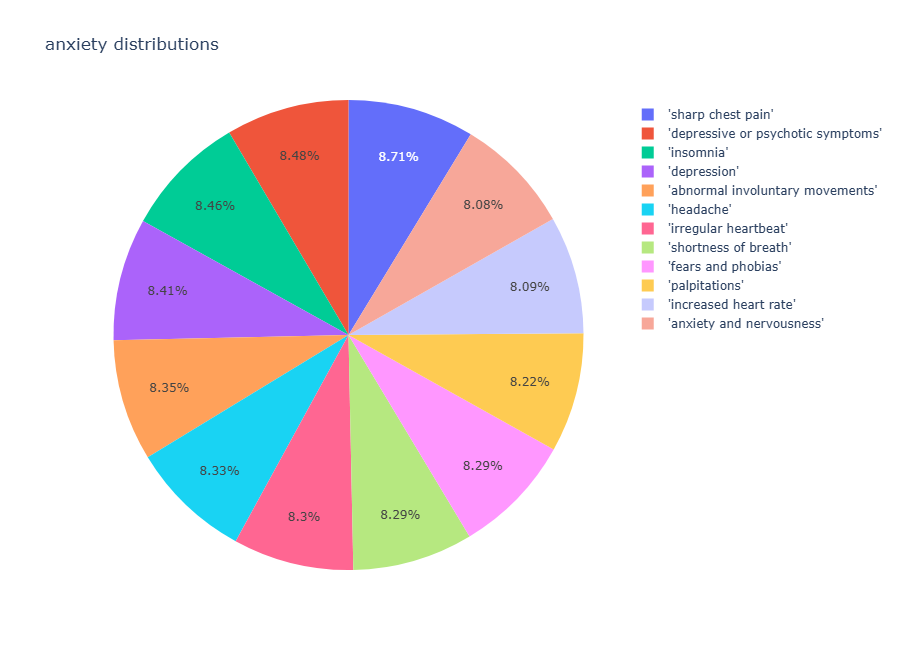 anxiety distributions
8.48%
8.71%
8.46%
8.08%
8.41%
8.09%
8.35%
8.22%
8.33%
8.29%
8.3%
8.29%
'sharp chest pain'
'depressive or psychotic symptoms'
'insomnia'
'depression'
'abnormal involuntary movements'
'headache'
'irregular heartbeat'
'shortness of breath'
'fears and phobias'
'palpitations'
'increased heart rate'
'anxiety and nervousness'